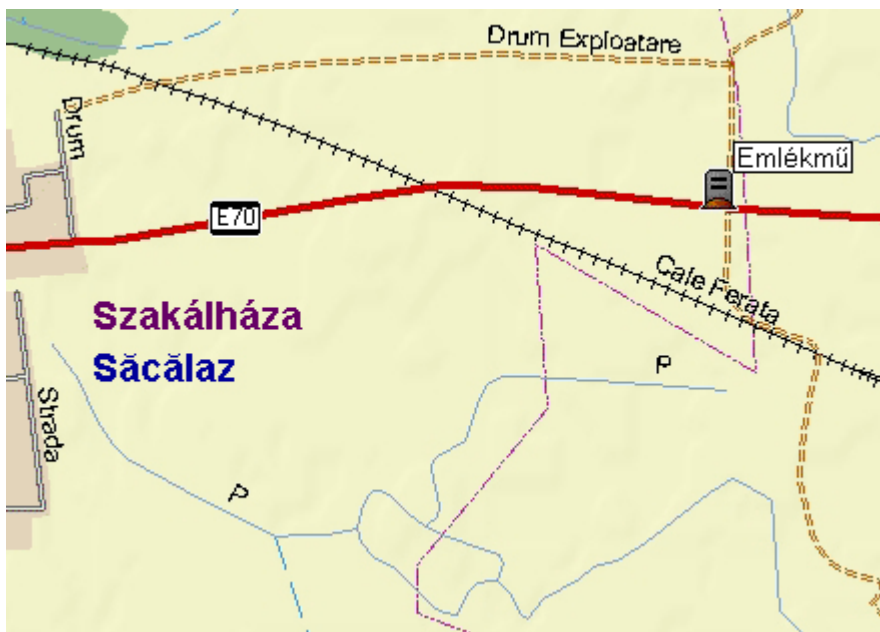 Drum Exploatare
Drum
Emlékmű
E70
Cale Ferata
Szakálháza
Săcălaz
P
Strada
P